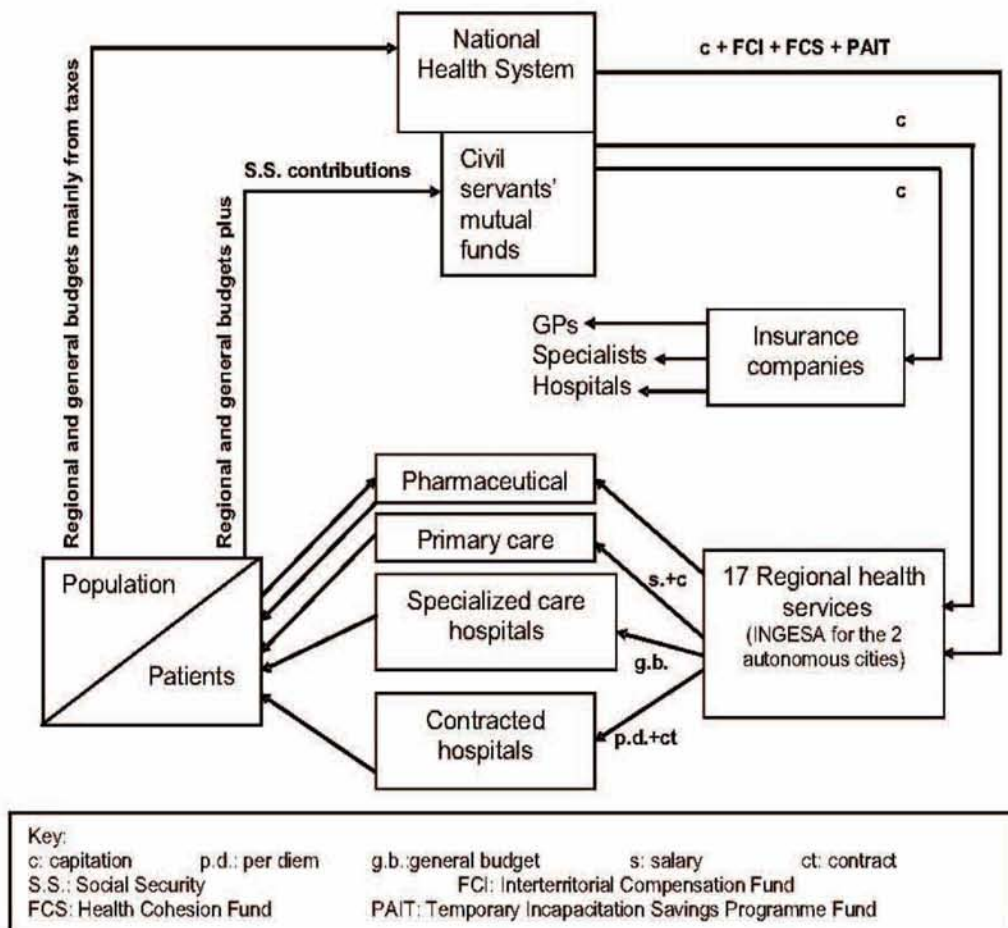 National
Health System
c + FCI + FCS + PAIT
c
Civil
servants'
mutual
funds
S.S. contributions
c
Regional and general budgets mainly from taxes
Regional and general budgets plus
GPs
Specialists
Hospitals
Insurance
companies
Pharmaceutical
Primary care
Specialized care
hospitals
Contracted
hospitals
s.+c
g.b.
p.d.+ct
17 Regional health
services
(INGESA for the 2
autonomous cities)
Population
Patients
Key:
c: capitation p.d.: per diem g.b.:general budget s: salary ct: contract
S.S.: Social Security FCI: Interterritorial Compensation Fund
FCS: Health Cohesion Fund PAIT: Temporary Incapacitation Savings Programme Fund